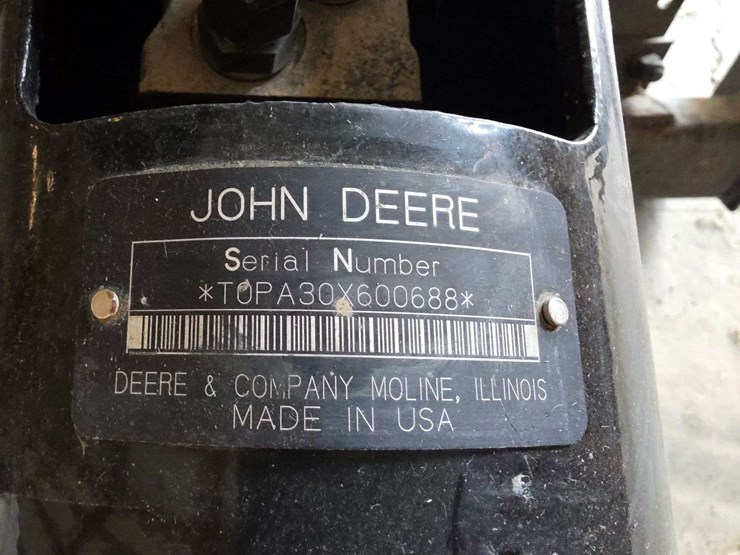 JOHN DEERE
Serial Number
*T0PA30X600688*
DEERE & COMPANY MOLINE, ILLINOIS
MADE IN USA